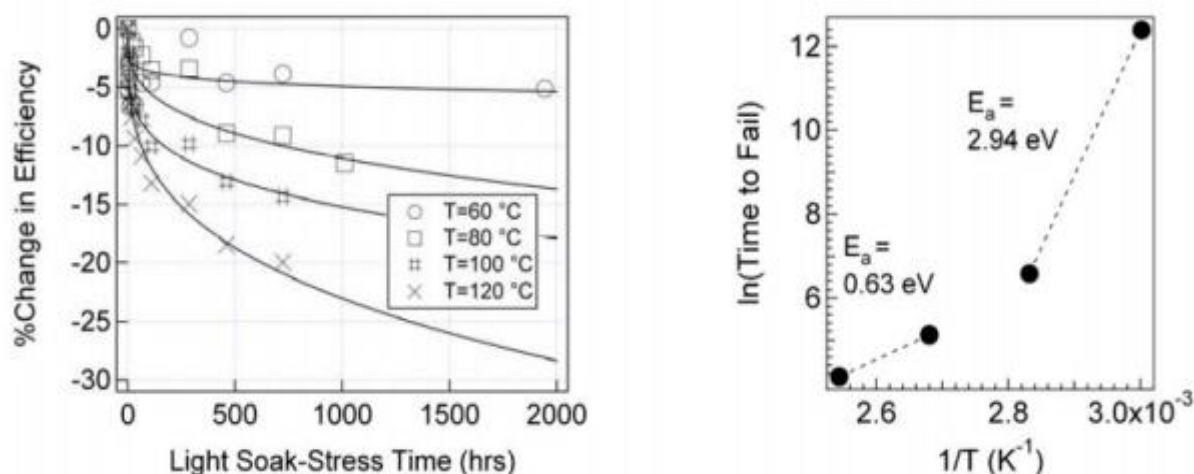 %Change in Efficiency
0
-5
-10
-15
-20
-25
-30
T=60 °C
T=80 °C
T=100 °C
T=120 °C
0 500 1000 1500 2000
Light Soak-Stress Time (hrs)
ln(Time to Fail)
12
10
8
6
Eₐ =
2.94 eV
Eₐ =
0.63 eV
2.6 2.8 3.0x10⁻³
1/T (K⁻¹)